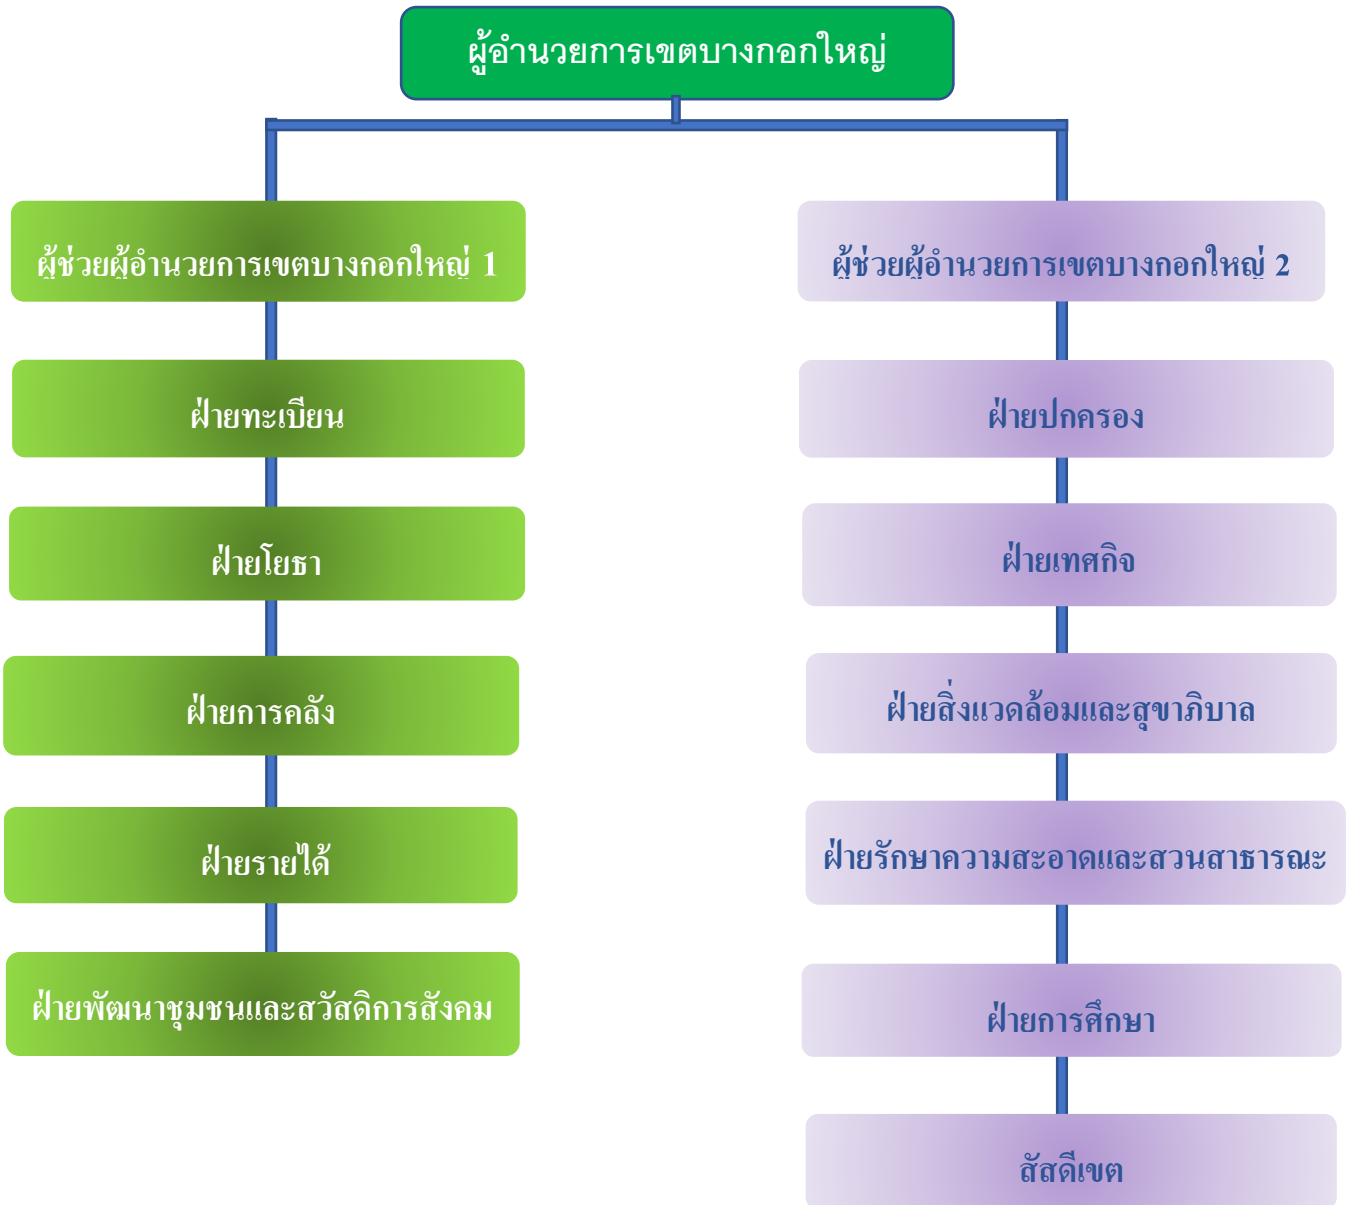 ผู้อำนวยการเขตบางกอกใหญ่
ผู้ช่วยผู้อำนวยการเขตบางกอกใหญ่ 1
ฝ่ายทะเบียน
ฝ่ายโยธา
ฝ่ายการคลัง
ฝ่ายรายได้
ฝ่ายพัฒนาชุมชนและสวัสดิการสังคม
ผู้ช่วยผู้อำนวยการเขตบางกอกใหญ่ 2
ฝ่ายปกครอง
ฝ่ายเทศกิจ
ฝ่ายสิ่งแวดล้อมและสุขาภิบาล
ฝ่ายรักษาความสะอาดและสวนสาธารณะ
ฝ่ายการศึกษา
สัสดีเขต